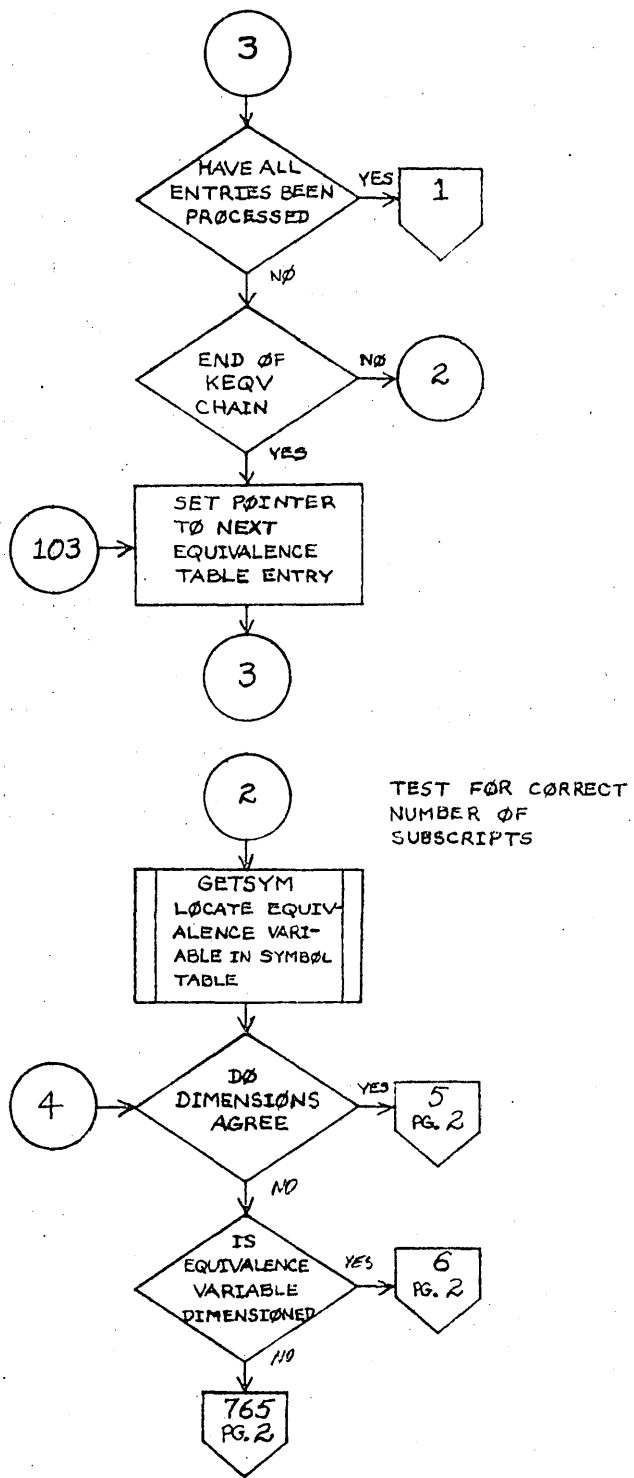 3
HAVE ALL
ENTRIES BEEN
PRØCESSED
YES
1
NØ
END ØF
KEQV
CHAIN
NØ
2
YES
103
SET PØINTER
TØ NEXT
EQUIVALENCE
TABLE ENTRY
3
2
TEST FØR CØRRECT
NUMBER ØF
SUBSCRIPTS
GETSYM
LØCATE EQUIV-
ALENCE VARI-
ABLE IN SYMBØL
TABLE
4
DØ
DIMENSIØNS
AGREE
YES
5
PG. 2
NO
IS
EQUIVALENCE
VARIABLE
DIMENSIØNED
YES
6
PG. 2
NO
765
PG. 2